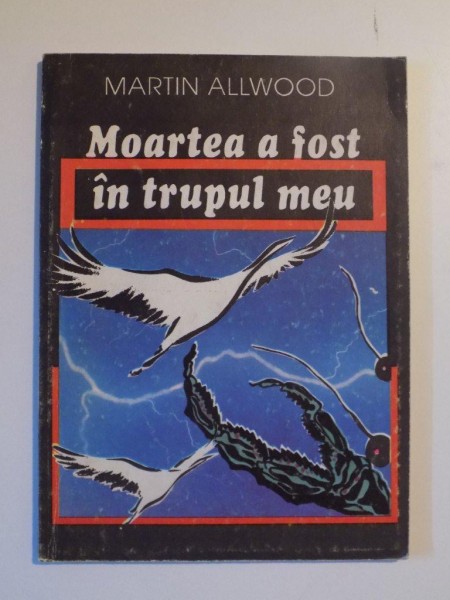 MARTIN ALLWOOD
Moartea a fost
în trupul meu